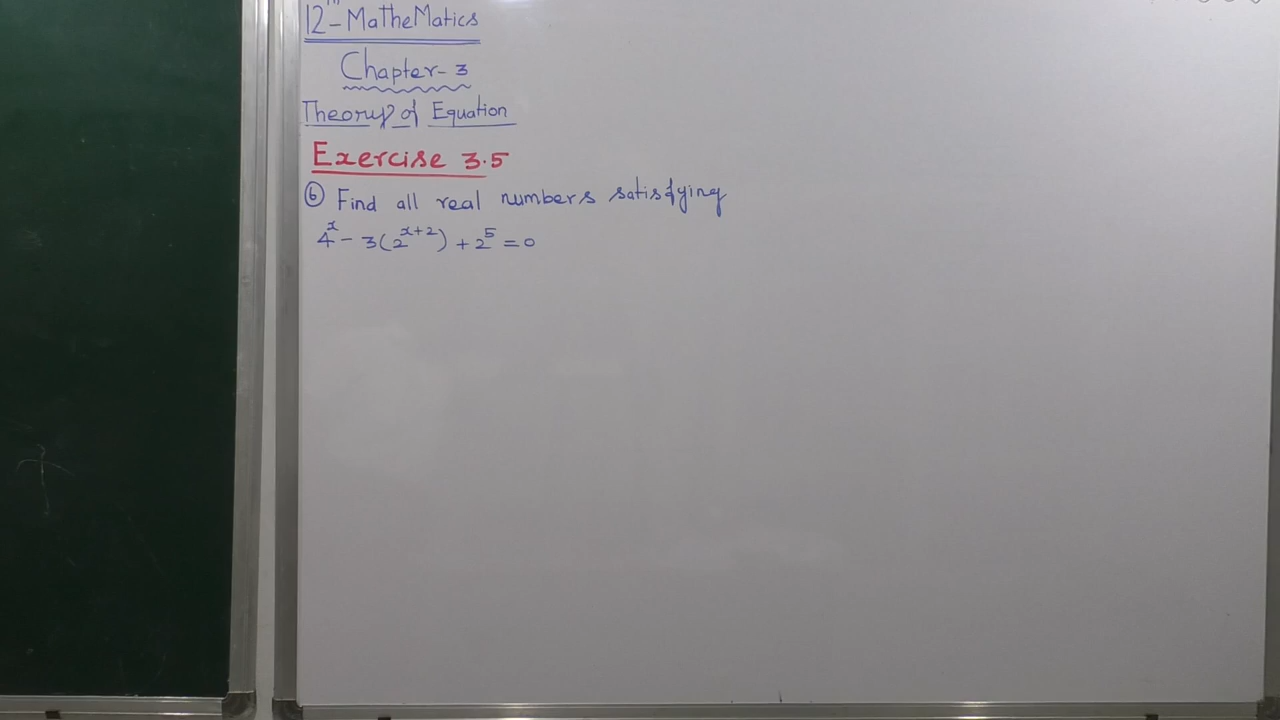 12th - MatheMatics
Chapter - 3
Theory of Equation
Exercise 3.5
⑥ Find all real numbers satisfying
4^x - 3(2^{x+2}) + 2^5 = 0